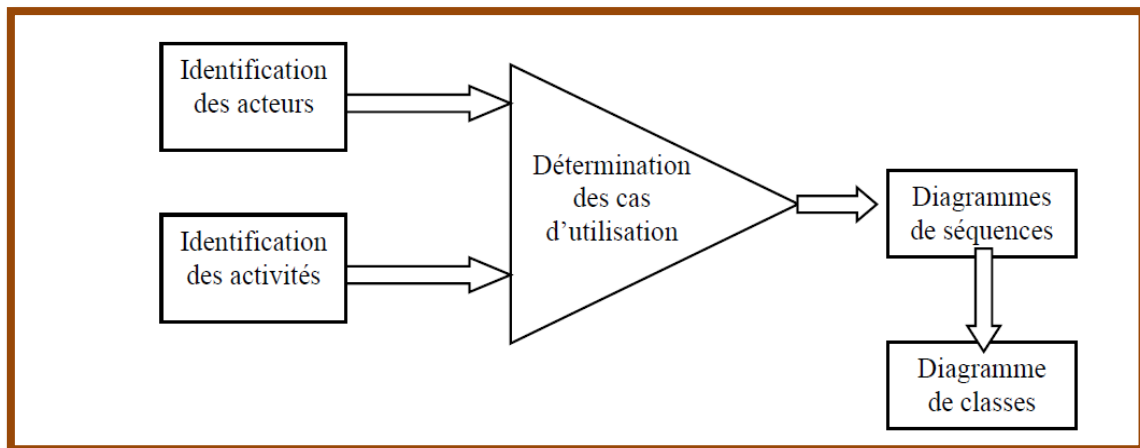 Identification
des acteurs
Identification
des activités
Détermination
des cas
d'utilisation
Diagrammes
de séquences
Diagramme
de classes